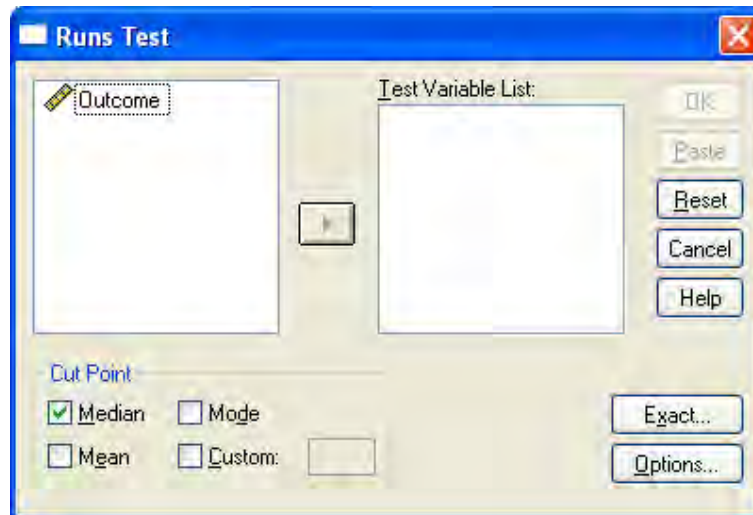 Runs Test
Outcome
Test Variable List:
OK
Paste
Reset
Cancel
Help
Cut Point
Median
Mode
Mean
Custom:
Exact...
Options...